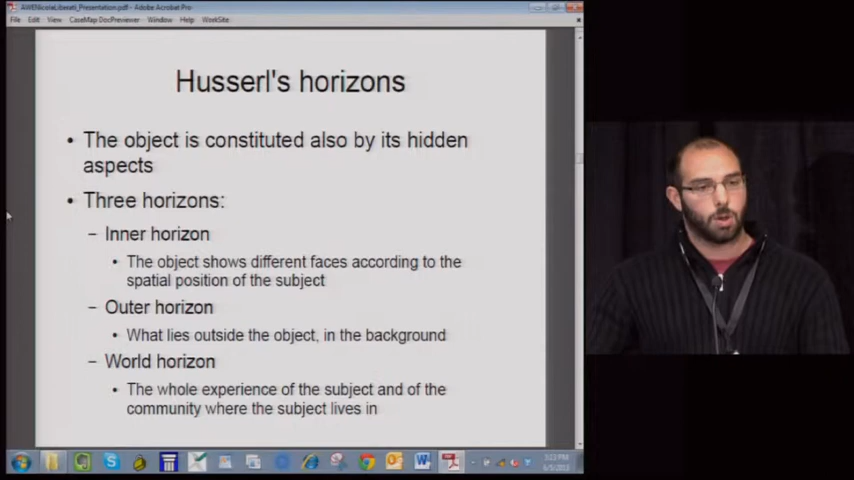 AWENicolaLiberati_Presentation.pdf - Adobe Acrobat Pro
File Edit View CaseMap DocPreviewer Window Help WorkSite
Husserl's horizons
• The object is constituted also by its hidden
aspects
• Three horizons:
– Inner horizon
• The object shows different faces according to the
spatial position of the subject
– Outer horizon
• What lies outside the object, in the background
– World horizon
• The whole experience of the subject and of the
community where the subject lives in